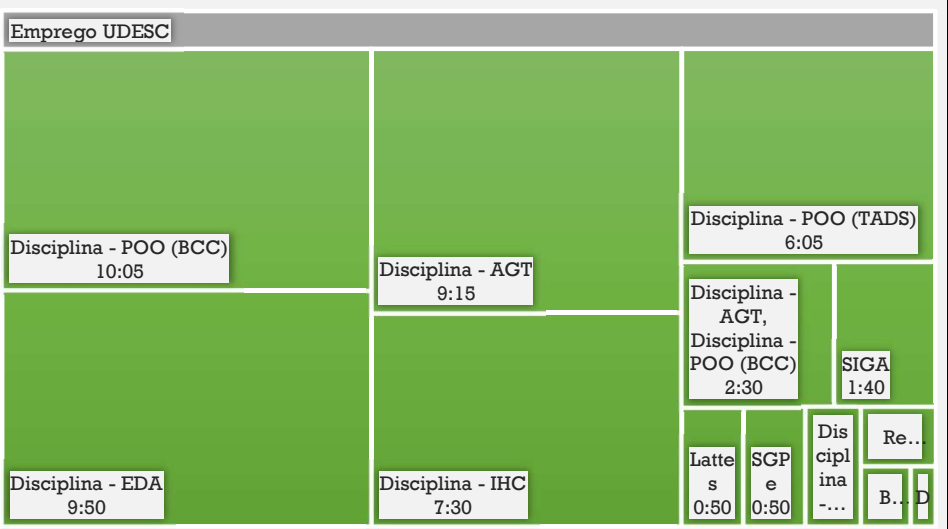 Emprego UDESC
Disciplina - POO (BCC)
10:05
Disciplina - AGT
9:15
Disciplina - POO (TADS)
6:05
Disciplina -
AGT,
Disciplina -
POO (BCC)
2:30
SIGA
1:40
Disciplina - EDA
9:50
Disciplina - IHC
7:30
Latte
s
0:50
SGP
e
0:50
Dis
cipl
ina
-...
Re...
B...
D